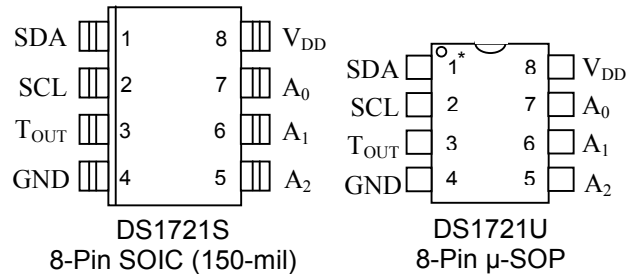 SDA 1 8 VDD
SCL 2 7 A0
TOUT 3 6 A1
GND 4 5 A2
DS1721S
8-Pin SOIC (150-mil)
SDA 1 * 8 VDD
SCL 2 7 A0
TOUT 3 6 A1
GND 4 5 A2
DS1721U
8-Pin µ-SOP